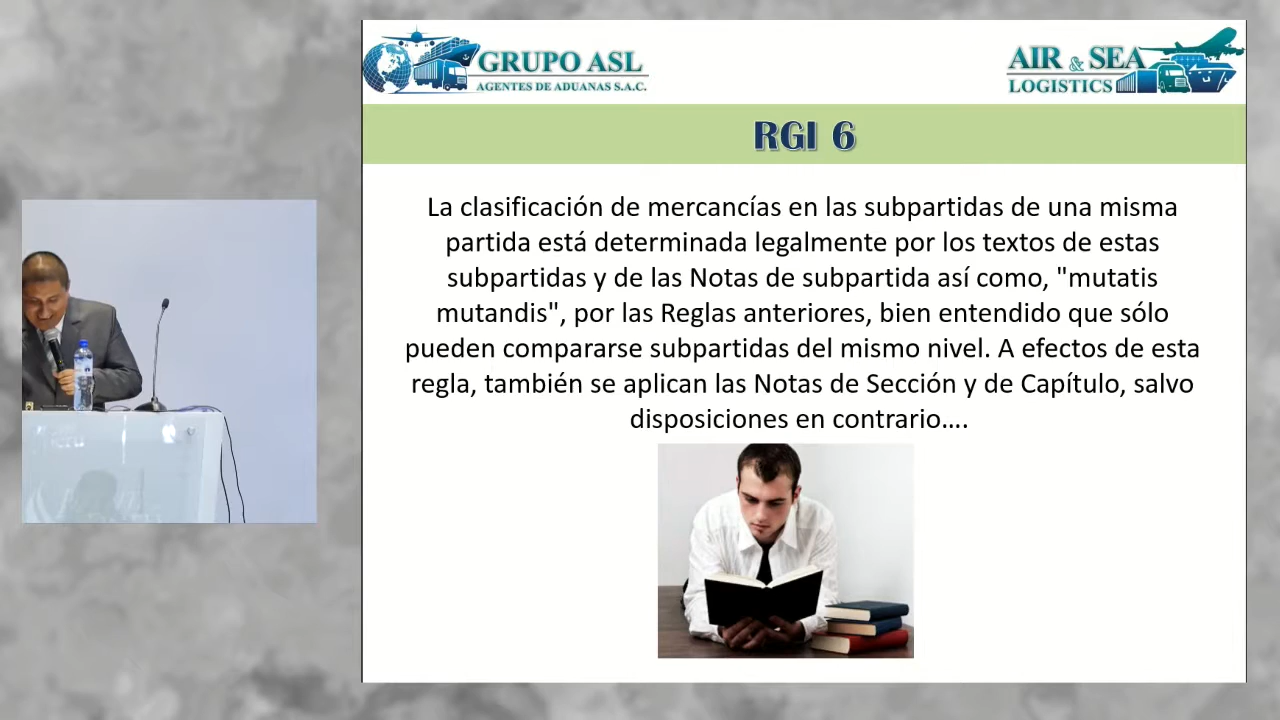 GRUPO ASL
AGENTES DE ADUANAS S.A.C.
AIR & SEA
LOGISTICS
RGI 6
La clasificación de mercancías en las subpartidas de una misma
partida está determinada legalmente por los textos de estas
subpartidas y de las Notas de subpartida así como, "mutatis
mutandis", por las Reglas anteriores, bien entendido que sólo
pueden compararse subpartidas del mismo nivel. A efectos de esta
regla, también se aplican las Notas de Sección y de Capítulo, salvo
disposiciones en contrario....